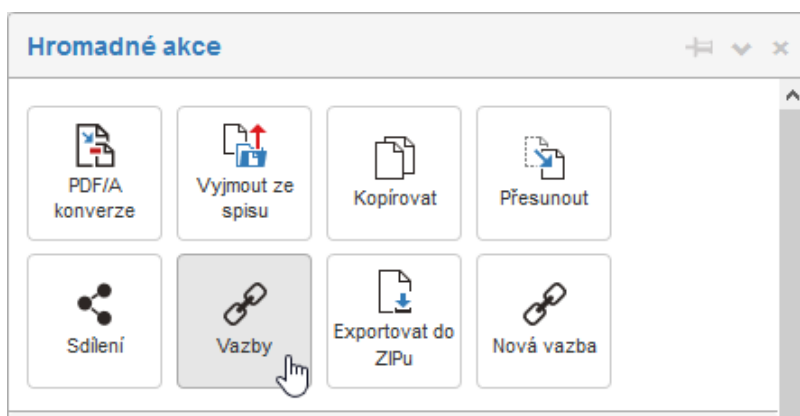 Hromadné akce
PDF/A
konverze
Vyjmout ze
spisu
Kopírovat
Přesunout
Sdílení
Vazby
Exportovat do
ZIPu
Nová vazba